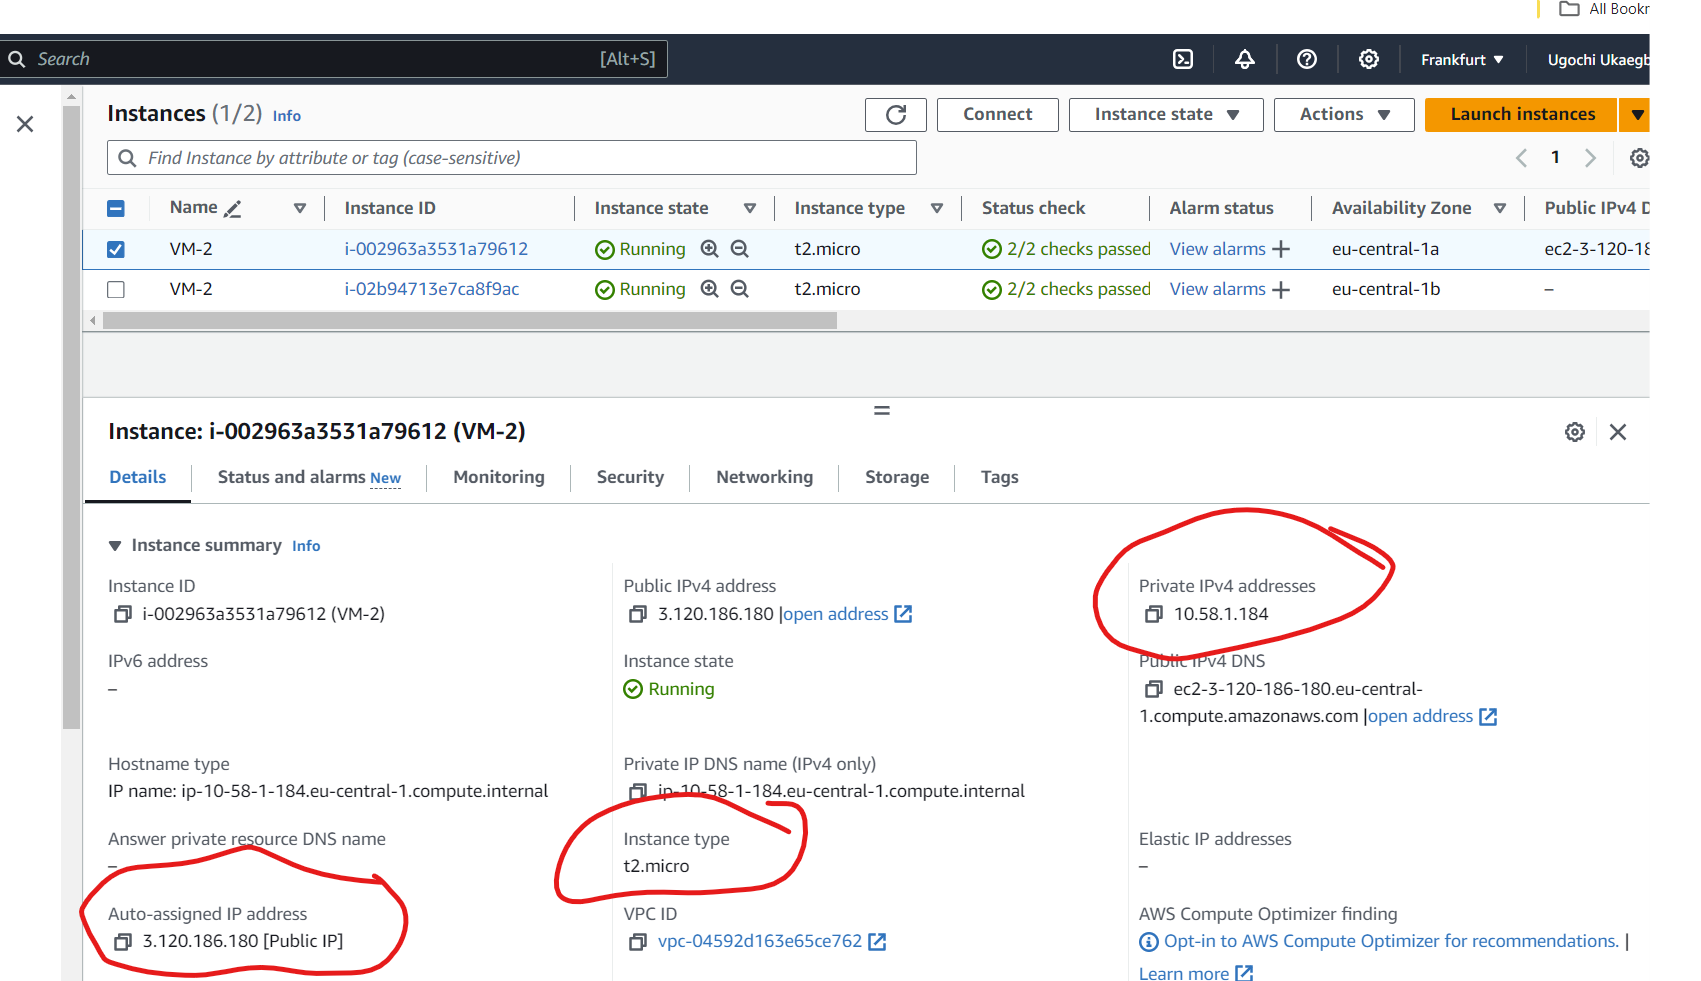 All Bookr
Search [Alt+S] Frankfurt Ugochi Ukaegb
Instances (1/2) Info Connect Instance state Actions Launch instances
Find Instance by attribute or tag (case-sensitive) 1
Name Instance ID Instance state Instance type Status check Alarm status Availability Zone Public IPv4 D
VM-2 i-002963a3531a79612 Running t2.micro 2/2 checks passed View alarms + eu-central-1a ec2-3-120-18
VM-2 i-02b94713e7ca8f9ac Running t2.micro 2/2 checks passed View alarms + eu-central-1b –
Instance: i-002963a3531a79612 (VM-2)
Details Status and alarms New Monitoring Security Networking Storage Tags
Instance summary Info
Instance ID
i-002963a3531a79612 (VM-2)
Public IPv4 address
3.120.186.180 |open address
Private IPv4 addresses
10.58.1.184
IPv6 address
–
Instance state
Running
Public IPv4 DNS
ec2-3-120-186-180.eu-central-
1.compute.amazonaws.com |open address
Hostname type
IP name: ip-10-58-1-184.eu-central-1.compute.internal
Private IP DNS name (IPv4 only)
ip-10-58-1-184.eu-central-1.compute.internal
Answer private resource DNS name
–
Instance type
t2.micro
Elastic IP addresses
–
Auto-assigned IP address
3.120.186.180 [Public IP]
VPC ID
vpc-04592d163e65ce762
AWS Compute Optimizer finding
Opt-in to AWS Compute Optimizer for recommendations. |
Learn more